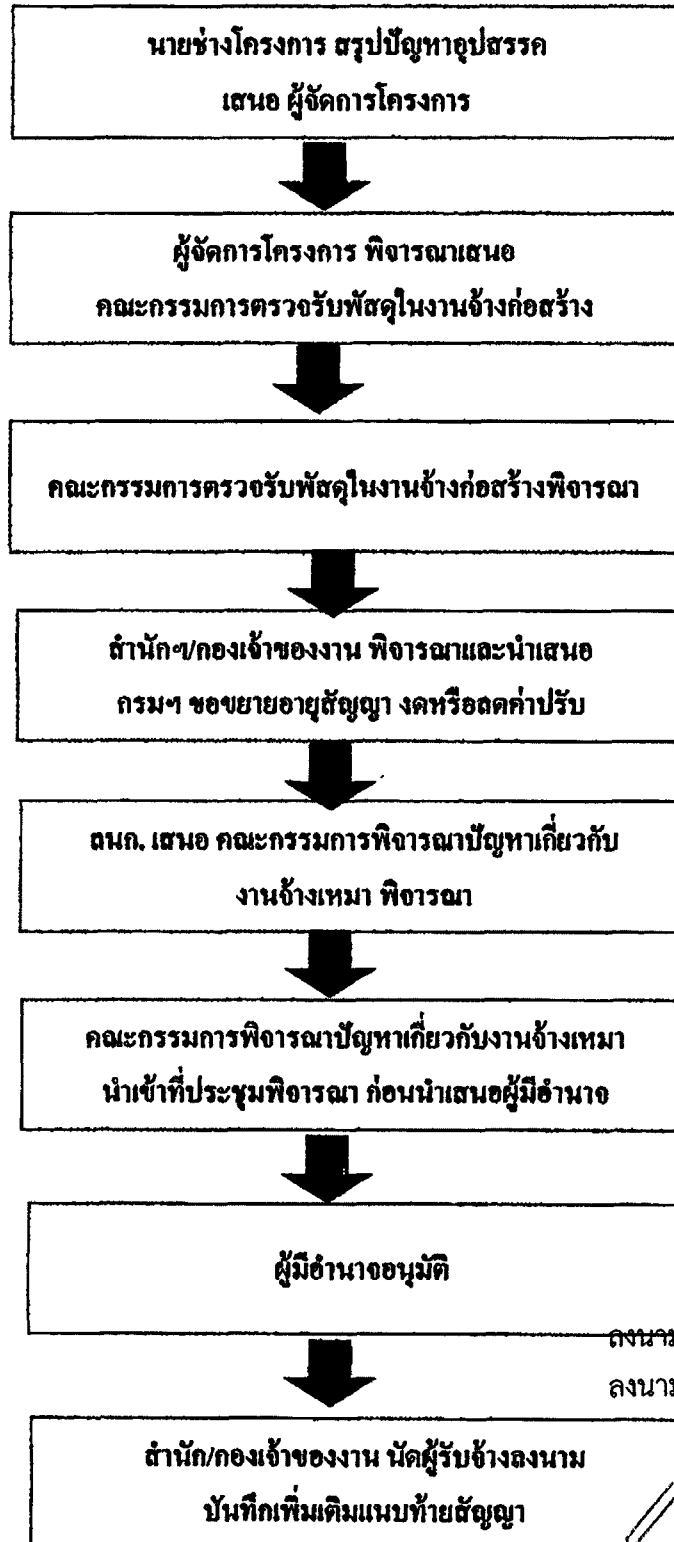 นายช่างโครงการ สรุปปัญหาอุปสรรค
เสนอ ผู้จัดการโครงการ
ผู้จัดการโครงการ พิจารณาเสนอ
คณะกรรมการตรวจรับพัสดุในงานจ้างก่อสร้าง
คณะกรรมการตรวจรับพัสดุในงานจ้างก่อสร้างพิจารณา
สำนักฯ/กองเจ้าของงาน พิจารณาและนำเสนอ
กรมฯ ขอขยายอายุสัญญา งดหรือลดค่าปรับ
สนก. เสนอ คณะกรรมการพิจารณาปัญหาเกี่ยวกับ
งานจ้างเหมา พิจารณา
คณะกรรมการพิจารณาปัญหาเกี่ยวกับงานจ้างเหมา
นำเข้าที่ประชุมพิจารณา ก่อนนำเสนอผู้มีอำนาจ
ผู้มีอำนาจอนุมัติ
ลงนาม
ลงนาม
สำนัก/กองเจ้าของงาน นัดผู้รับจ้างลงนาม
บันทึกเพิ่มเติมแนบท้ายสัญญา